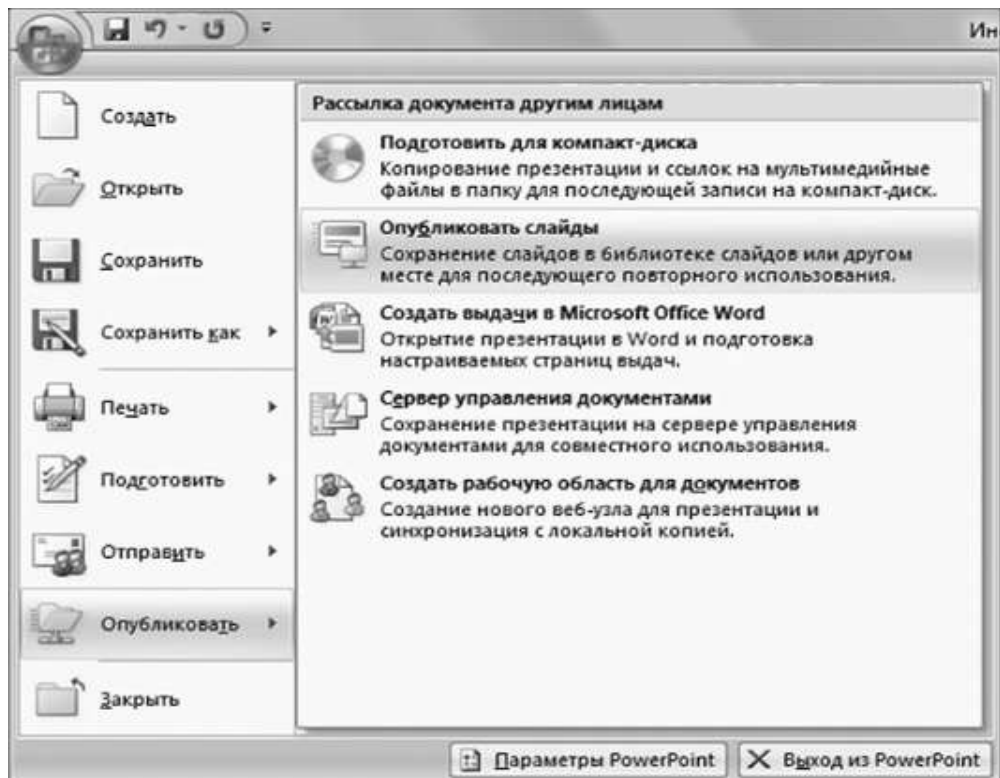 Ин
Создать
Открыть
Сохранить
Сохранить как
Печать
Подготовить
Отправить
Опубликовать
Закрыть
Рассылка документа другим лицам
Подготовить для компакт-диска
Копирование презентации и ссылок на мультимедийные
файлы в папку для последующей записи на компакт-диск.
Опубликовать слайды
Сохранение слайдов в библиотеке слайдов или другом
месте для последующего повторного использования.
Создать выдачи в Microsoft Office Word
Открытие презентации в Word и подготовка
настраиваемых страниц выдач.
Сервер управления документами
Сохранение презентации на сервере управления
документами для совместного использования.
Создать рабочую область для документов
Создание нового веб-узла для презентации и
синхронизация с локальной копией.
Параметры PowerPoint
Выход из PowerPoint